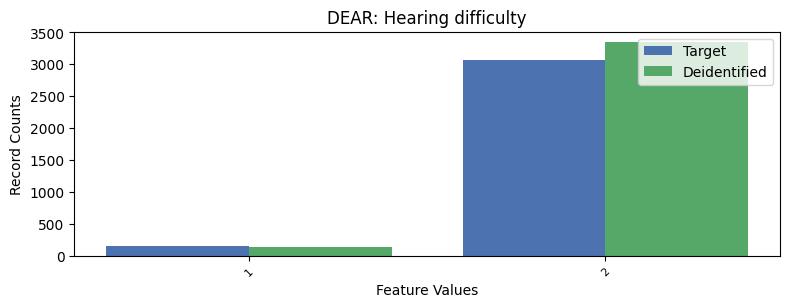 DEAR: Hearing difficulty
Target
Deidentified
Record Counts
3500
3000
2500
2000
1500
1000
500
0
1
2
Feature Values